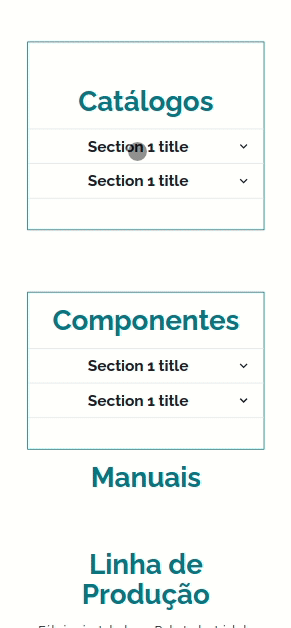 Catálogos
Section 1 title
Section 1 title
Componentes
Section 1 title
Section 1 title
Manuais
Linha de
Produção